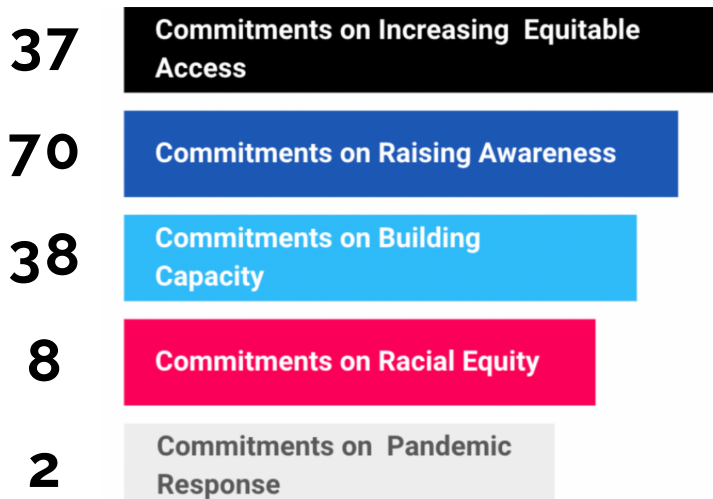 37
Commitments on Increasing Equitable
Access
70
Commitments on Raising Awareness
38
Commitments on Building
Capacity
8
Commitments on Racial Equity
2
Commitments on Pandemic
Response